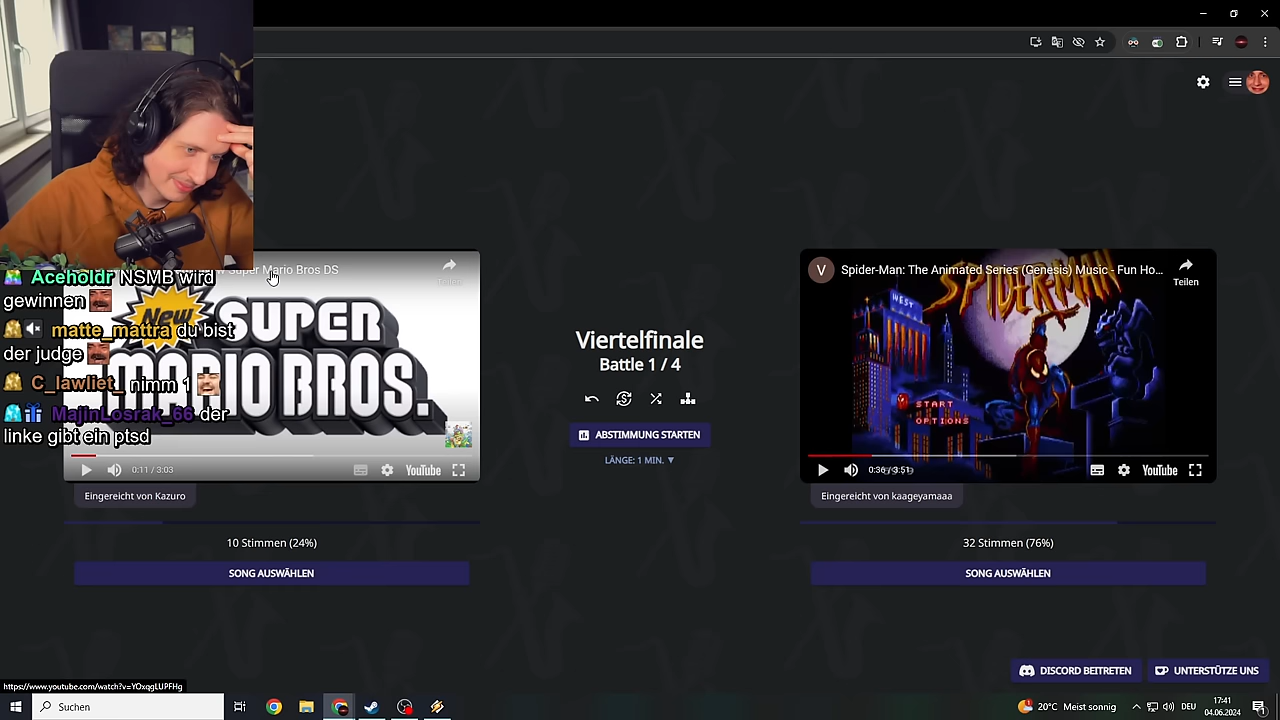 Super Mario Bros DS
Teilen
Aceholdr NSMB wird
gewinnen
matte_mattra du bist
der judge
C_lawliet_ nimm 1
MajinLosrak_66 der
linke gibt ein ptsd
New
SUPER
MARIO BROS.
0:11 / 3:03
YouTube
Eingereicht von Kazuro
10 Stimmen (24%)
SONG AUSWÄHLEN
Viertelfinale
Battle 1 / 4
ABSTIMMUNG STARTEN
LÄNGE: 1 MIN. ▼
V
Spider-Man: The Animated Series (Genesis) Music - Fun Ho...
Teilen
WEST
SPIDER-MAN
START
OPTIONS
0:36 / 3:51
YouTube
Eingereicht von kaageyamaaa
32 Stimmen (76%)
SONG AUSWÄHLEN
DISCORD BEITRETEN
UNTERSTÜTZE UNS
https://www.youtube.com/watch?v=YOxqgLUPFHg
Suchen
20°C Meist sonnig
DEU
17:41
04.06.2024